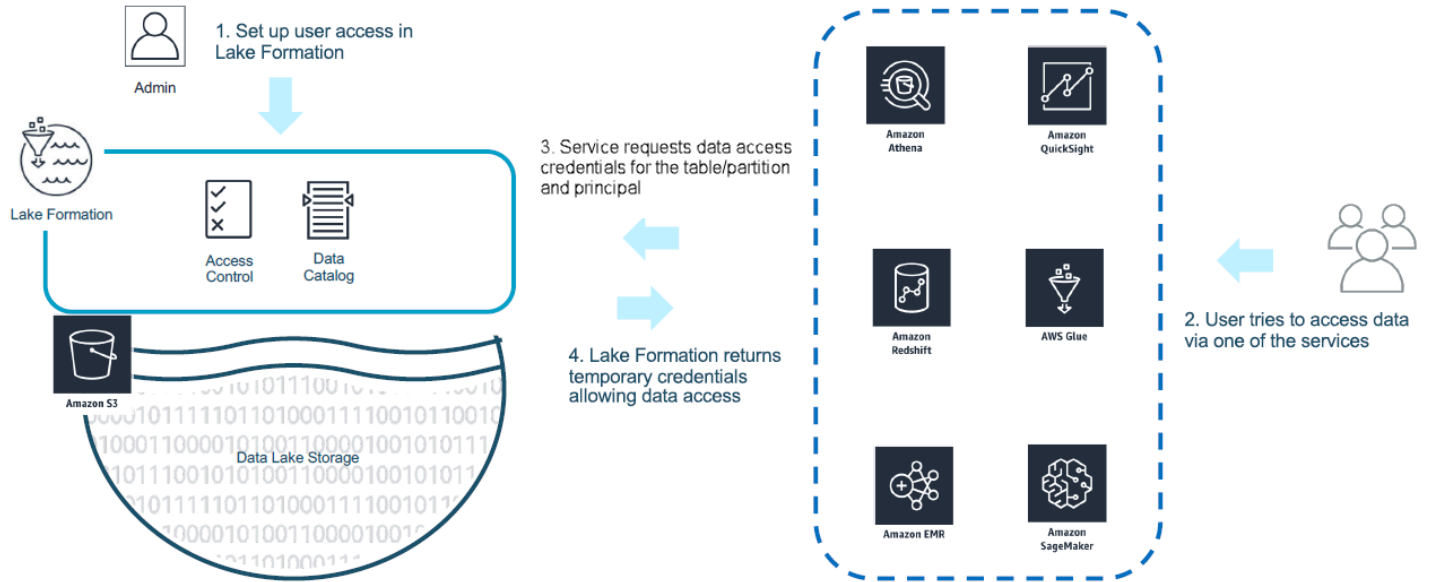 1. Set up user access in
Lake Formation
Admin
Lake Formation
Access
Control
Data
Catalog
3. Service requests data access
credentials for the table/partition
and principal
4. Lake Formation returns
temporary credentials
allowing data access
Amazon S3
Data Lake Storage
Amazon
Athena
Amazon
QuickSight
Amazon
Redshift
AWS Glue
Amazon EMR
Amazon
SageMaker
2. User tries to access data
via one of the services